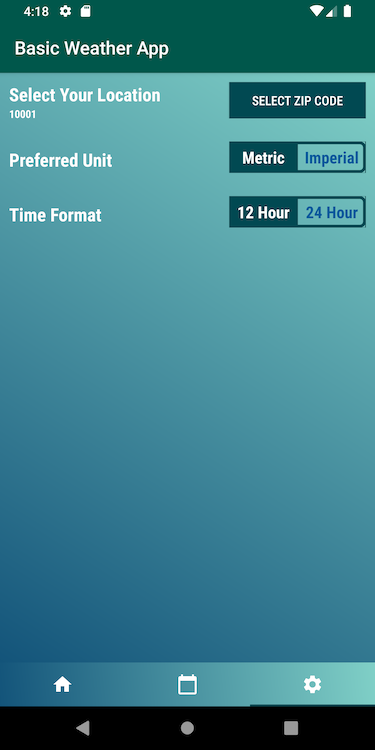 4:18
Basic Weather App
Select Your Location
10001
SELECT ZIP CODE
Preferred Unit
Metric
Imperial
Time Format
12 Hour
24 Hour